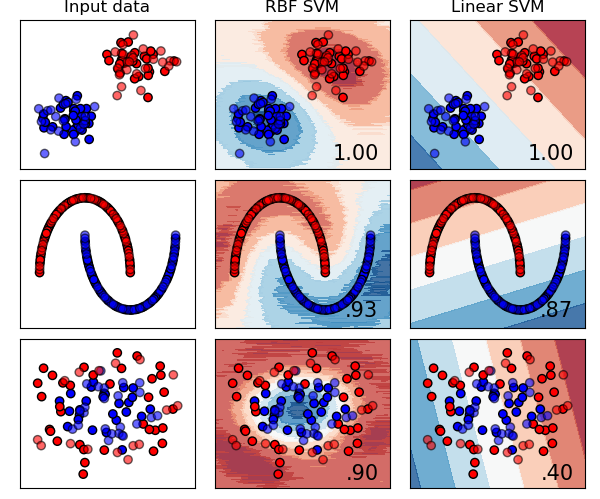 Input data
RBF SVM
Linear SVM
1.00
1.00
.93
.87
.90
.40